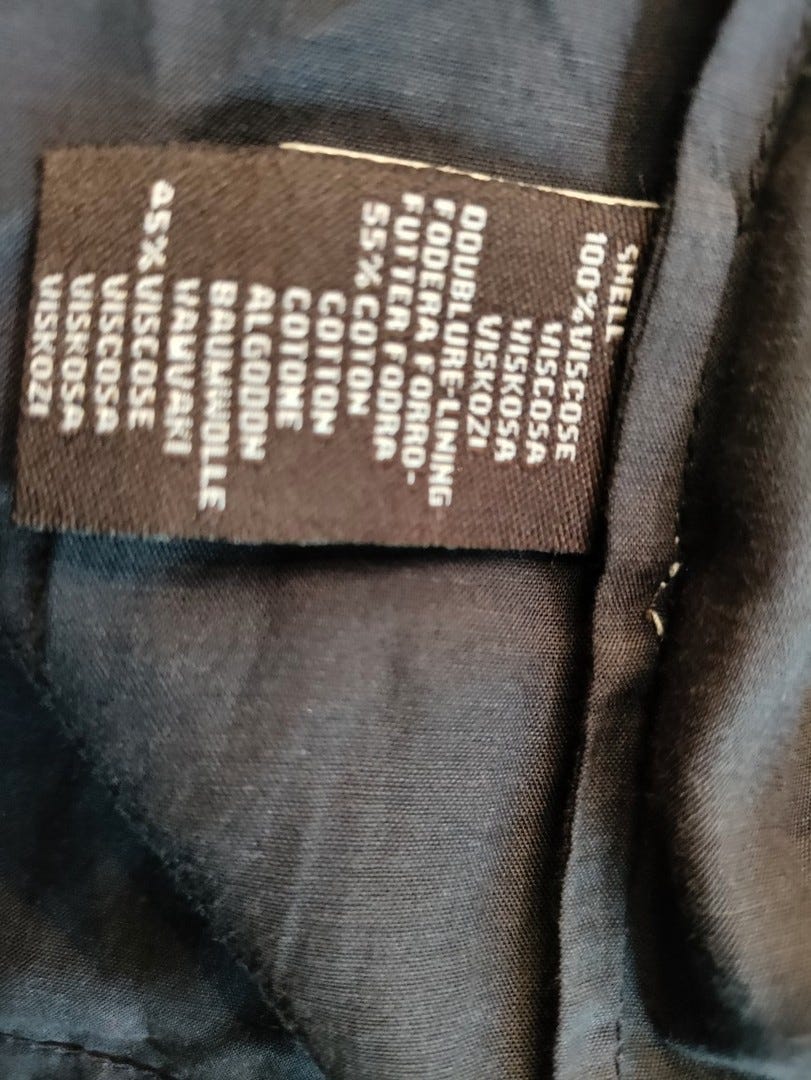 SHELL
100% VISCOSE
VISCOSA
VISKOSA
VISKOZI
DOUBLURE-LINING
FODERA FORRO-
FUTTER FODRA
55% COTON
COTTON
COTONE
ALGODON
BAUMWOLLE
VAMVAKI
45% VISCOSE
VISCOSA
VISKOSA
VISKOZI